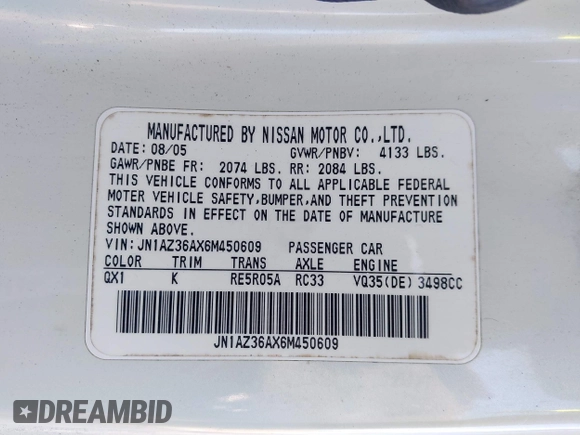 MANUFACTURED BY NISSAN MOTOR CO.,LTD.
DATE: 08/05 GVWR/PNBV: 4133 LBS.
GAWR/PNBE FR: 2074 LBS. RR: 2084 LBS.
THIS VEHICLE CONFORMS TO ALL APPLICABLE FEDERAL
MOTOR VEHICLE SAFETY,BUMPER,AND THEFT PREVENTION
STANDARDS IN EFFECT ON THE DATE OF MANUFACTURE
SHOWN ABOVE.
VIN: JN1AZ36AX6M450609 PASSENGER CAR
COLOR TRIM TRANS AXLE ENGINE
QX1 K RE5R05A RC33 VQ35(DE) 3498CC
JN1AZ36AX6M450609
DREAMBID